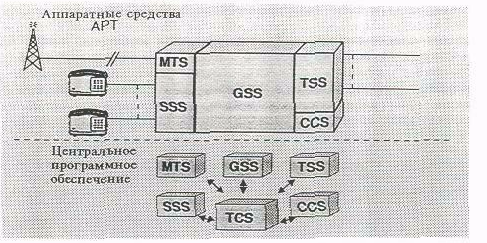 Аппаратные средства
АРТ
MTS
SSS
GSS
TSS
CCS
Центральное
программное
обеспечение
MTS
GSS
TSS
SSS
TCS
CCS